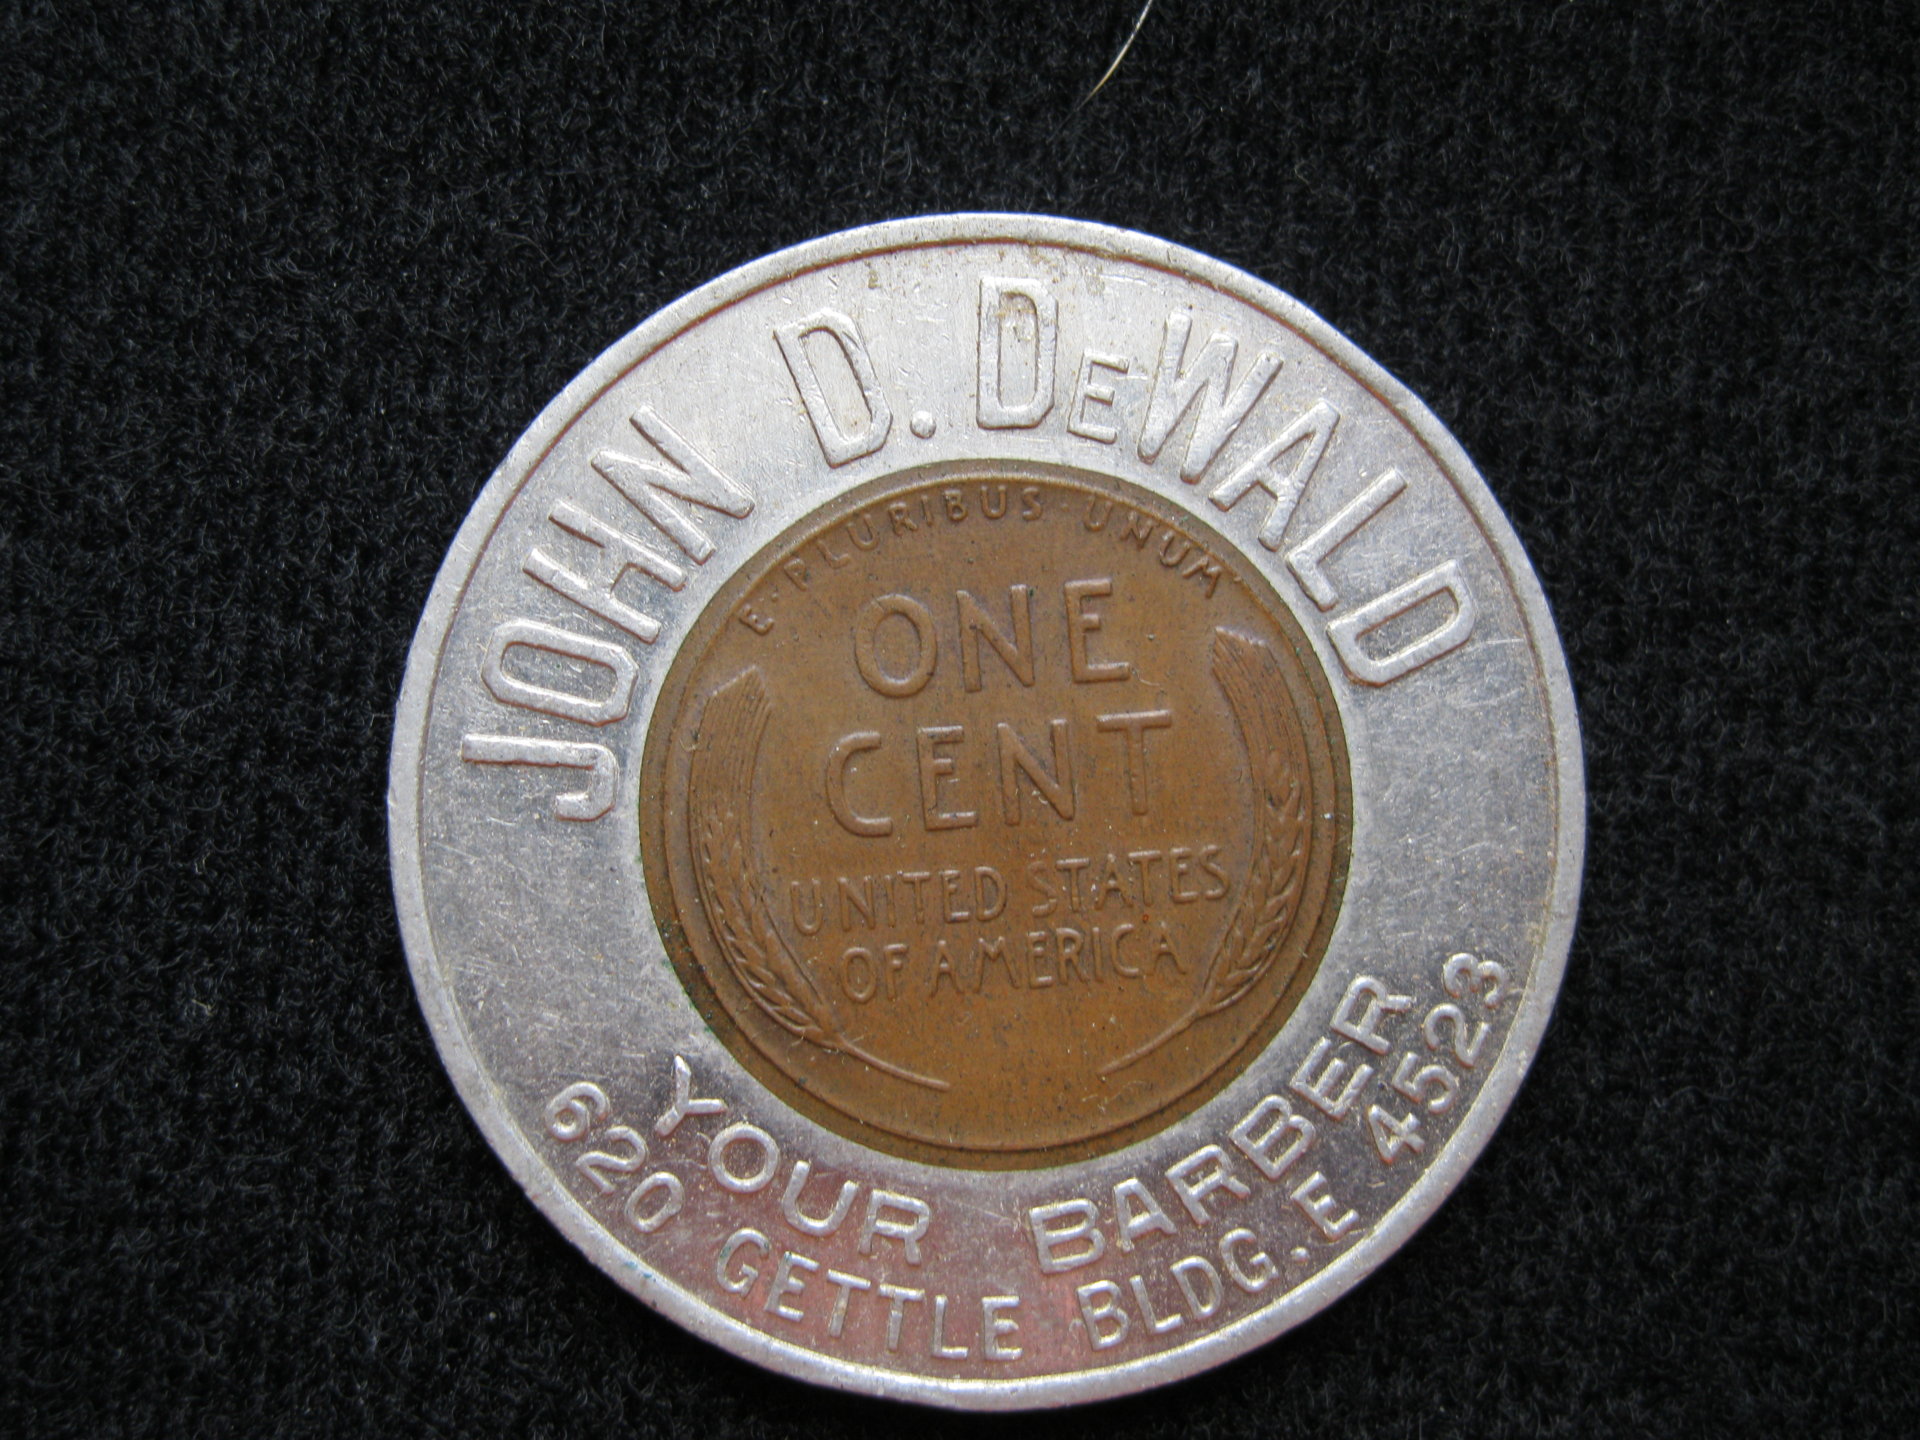 JOHN D. DeWALD
E · PLURIBUS · UNUM
ONE
CENT
UNITED STATES
OF AMERICA
YOUR BARBER
620 GETTLE BLDG. E 4523